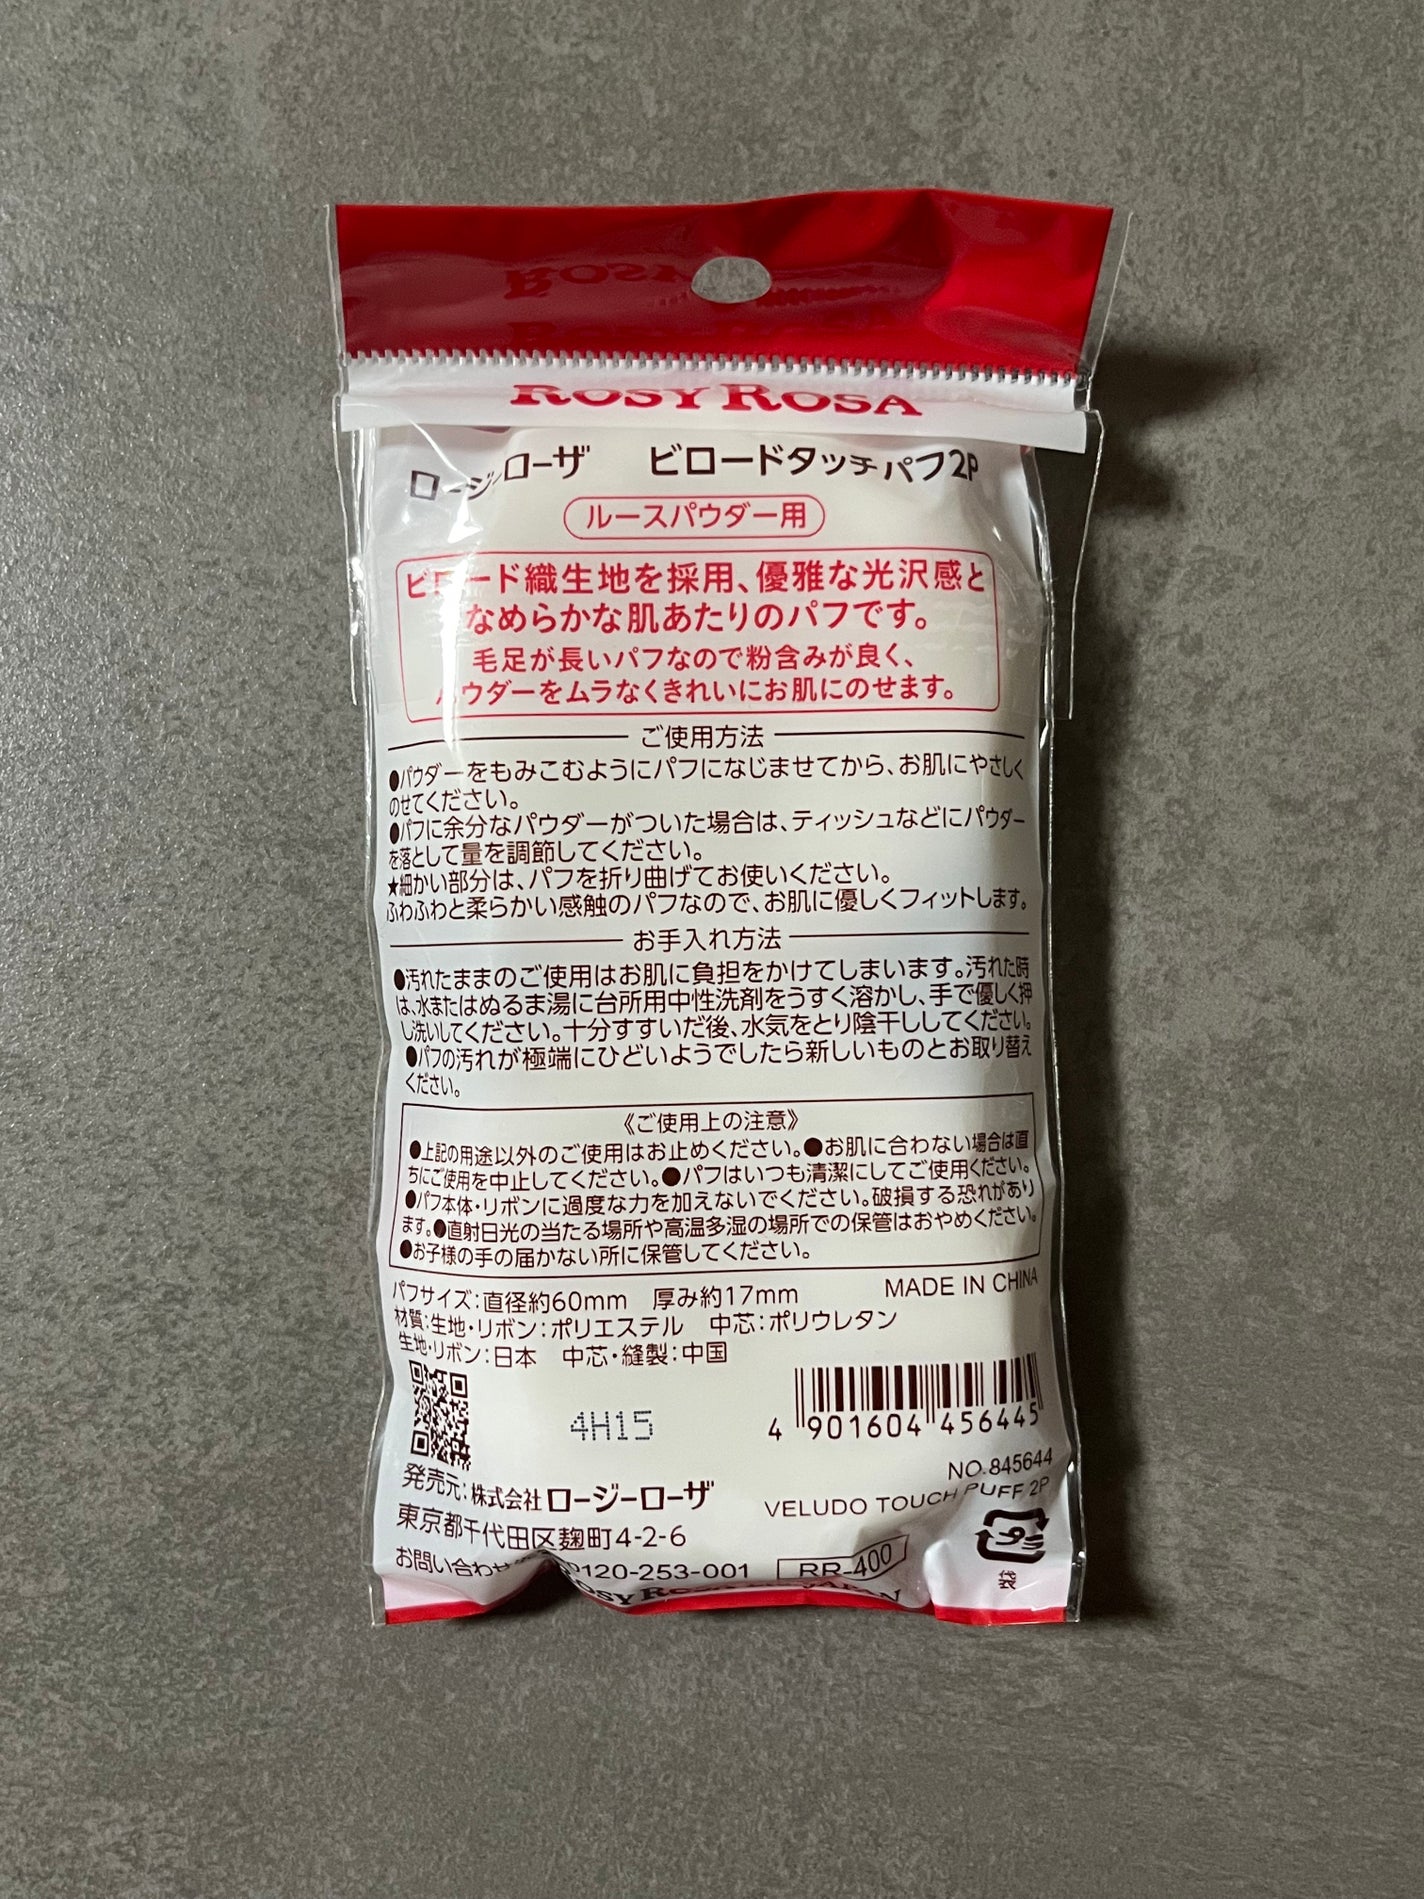 ROSY ROSA
ロージーローザ ビロードタッチパフ2P
ルースパウダー用
ビロード織生地を採用、優雅な光沢感と
なめらかな肌あたりのパフです。
毛足が長いパフなので粉含みが良く、
パウダーをムラなくきれいにお肌にのせます。
ご使用方法
●パウダーをもみこむようにパフになじませてから、お肌にやさしく
のせてください。
●パフに余分なパウダーがついた場合は、ティッシュなどにパウダー
を落として量を調節してください。
★細かい部分は、パフを折り曲げてお使いください。
ふわふわと柔らかい感触のパフなので、お肌に優しくフィットします。
お手入れ方法
●汚れたままのご使用はお肌に負担をかけてしまいます。汚れた時
は、水またはぬるま湯に台所用中性洗剤をうすく溶かし、手で優しく押
し洗いしてください。十分すすいだ後、水気をとり陰干ししてください。
●パフの汚れが極端にひどいようでしたら新しいものとお取り替え
ください。
《ご使用上の注意》
●上記の用途以外のご使用はお止めください。●お肌に合わない場合は直
ちにご使用を中止してください。●パフはいつも清潔にしてご使用ください。
●パフ本体・リボンに過度な力を加えないでください。破損する恐れがあり
ます。●直射日光の当たる場所や高温多湿の場所での保管はおやめください。
●お子様の手の届かない所に保管してください。
パフサイズ：直径約60mm 厚み約17mm MADE IN CHINA
材質：生地・リボン：ポリエステル 中芯：ポリウレタン
生地・リボン：日本 中芯・縫製：中国
4H15
4 901604 456445
NO.845644
VELUDO TOUCH PUFF 2P
発売元：株式会社ロージーローザ
東京都千代田区麹町4-2-6
お問い合わせ 0120-253-001 RR-400
プラ
袋
ROSY ROSA JAPAN